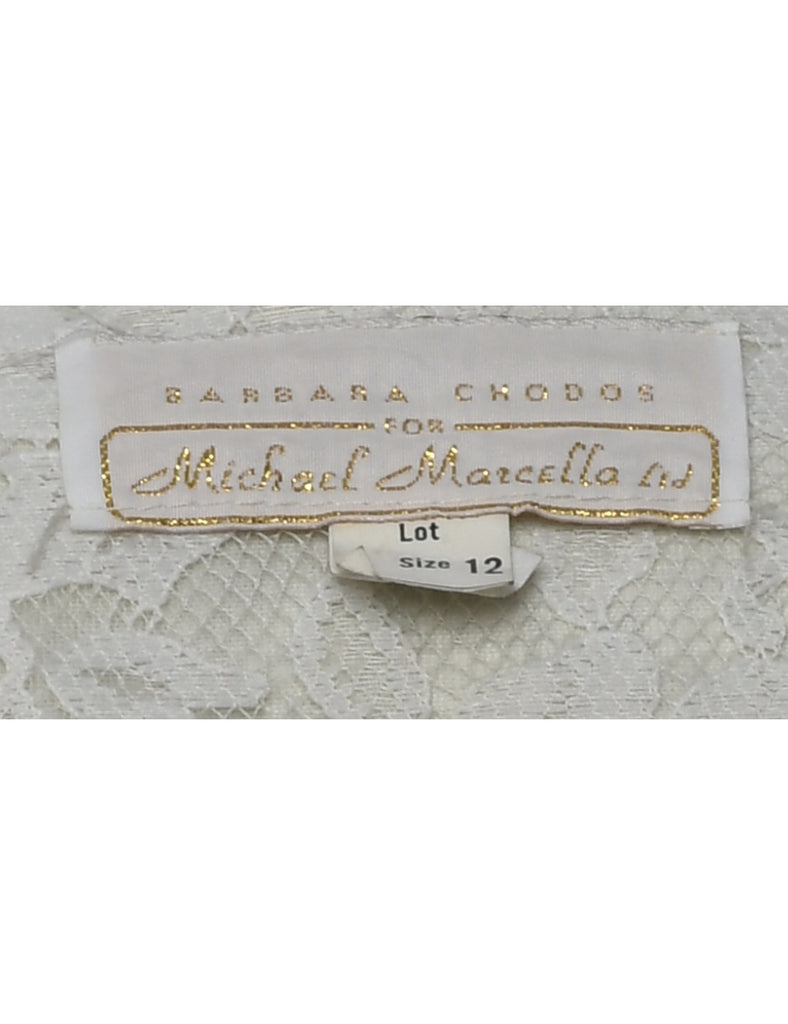 BARBARA CHODOS
FOR
Michael Marcella Ltd
Lot
Size 12